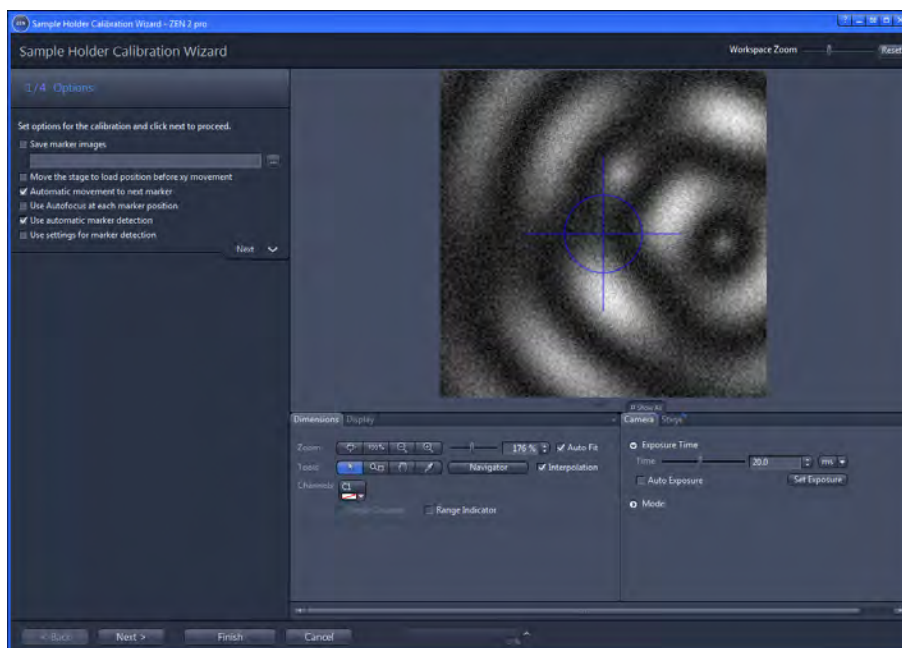 Sample Holder Calibration Wizard - ZEN 2 pro
Sample Holder Calibration Wizard
Workspace Zoom
Reset
1/4 Options
Set options for the calibration and click next to proceed.
Save marker images
Move the stage to load position before xy movement
Automatic movement to next marker
Use Autofocus at each marker position
Use automatic marker detection
Use settings for marker detection
Next
Show All
Dimensions Display
Camera Stage
Zoom 176 % Auto Fit
Tools Navigator Interpolation
Channels C1
Single Channel Range Indicator
Exposure Time
Time 20.0 ms
Auto Exposure Set Exposure
Mode
< Back Next > Finish Cancel